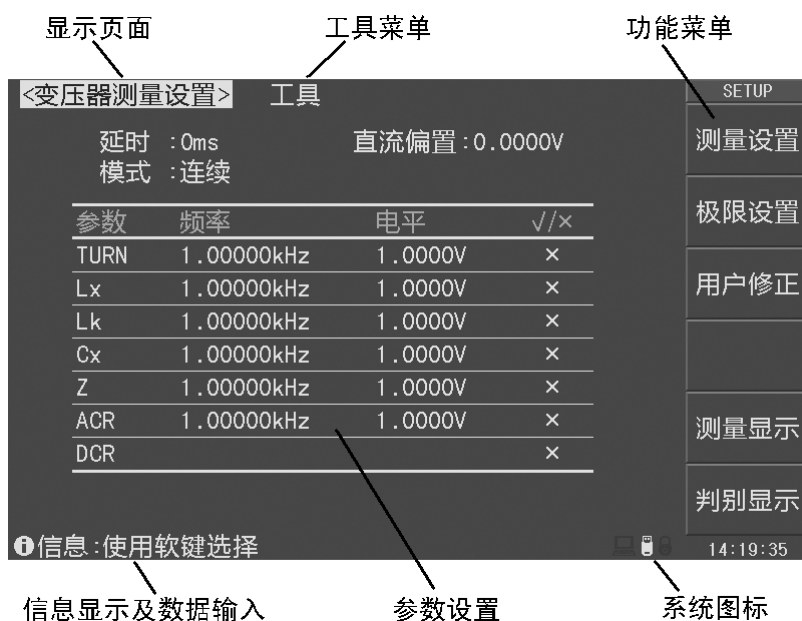 显示页面 工具菜单 功能菜单
<变压器测量设置> 工具 SETUP
延时 :0ms 直流偏置:0.0000V
模式 :连续
测量设置
极限设置
用户修正
测量显示
判别显示
参数 频率 电平 √/×
TURN 1.00000kHz 1.0000V ×
Lx 1.00000kHz 1.0000V ×
Lk 1.00000kHz 1.0000V ×
Cx 1.00000kHz 1.0000V ×
Z 1.00000kHz 1.0000V ×
ACR 1.00000kHz 1.0000V ×
DCR ×
信息:使用软键选择 14:19:35
信息显示及数据输入 参数设置 系统图标